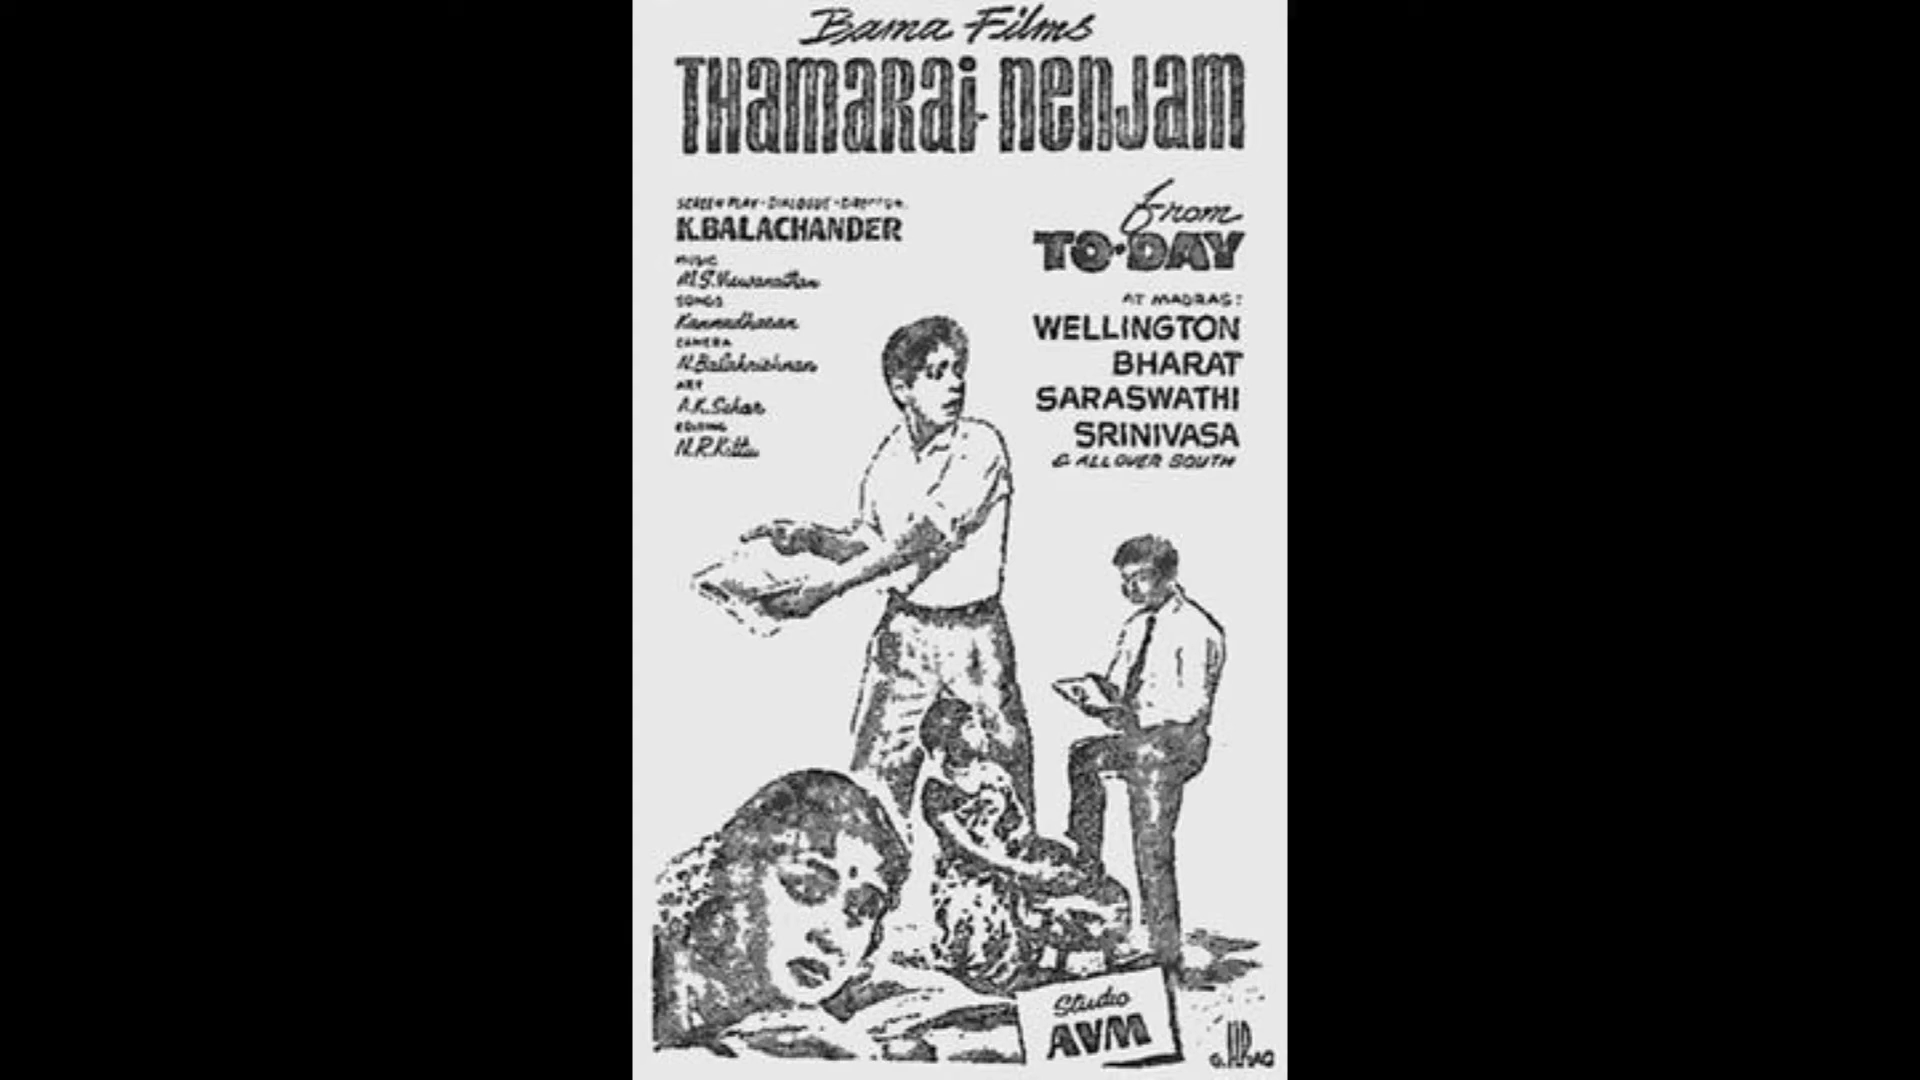 Bama Films
THAMARAI-NENJAM
SCREEN PLAY-DIALOGUE-DIRECTION.
K.BALACHANDER
MUSIC
M.S.Viswanathan
SONGS
Kannadhasan
CAMERA
N.Balakrishnan
ART
A.K.Sekar
EDITING
N.R.Kittu
from
TO-DAY
AT MADRAS:
WELLINGTON
BHARAT
SARASWATHI
SRINIVASA
& ALL OVER SOUTH
Studio
AVM